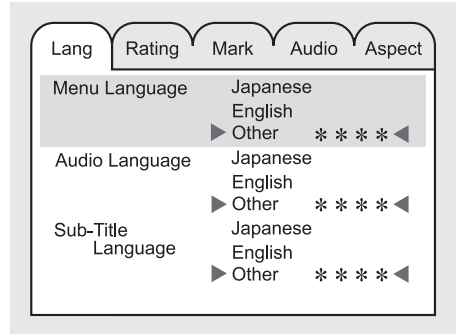 Lang Rating Mark Audio Aspect
Menu Language Japanese
English
▶ Other ＊＊＊＊◀
Audio Language Japanese
English
▶ Other ＊＊＊＊◀
Sub-Title Japanese
Language English
▶ Other ＊＊＊＊◀